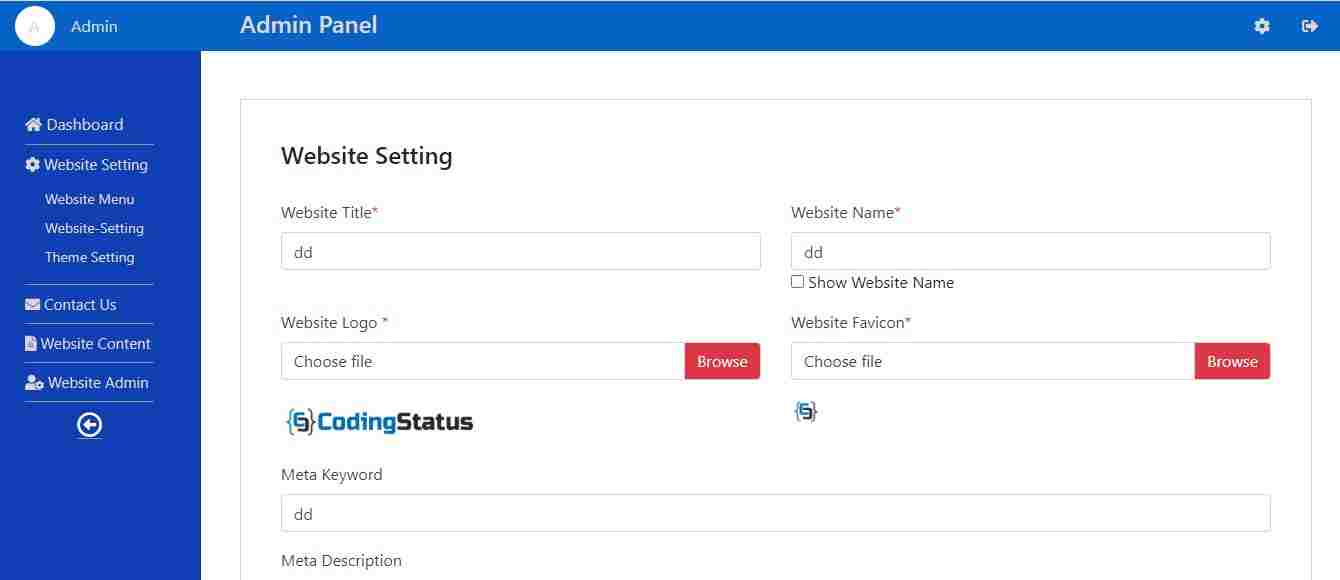 A Admin
Admin Panel
Dashboard
Website Setting
Website Menu
Website-Setting
Theme Setting
Contact Us
Website Content
Website Admin
Website Setting
Website Title* Website Name*
dd dd
Show Website Name
Website Logo * Website Favicon*
Choose file Browse Choose file Browse
CodingStatus
Meta Keyword
dd
Meta Description